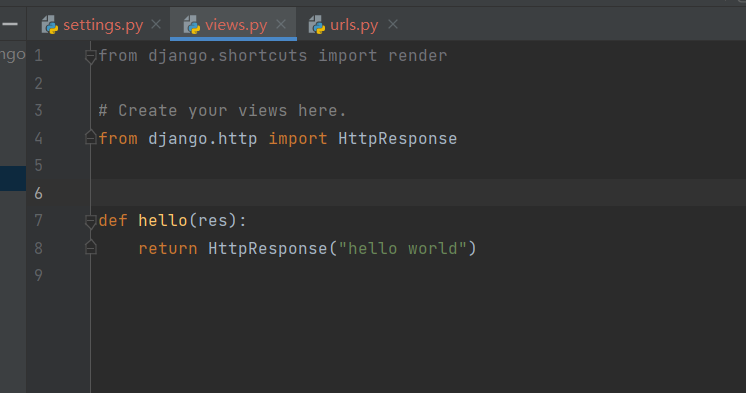 settings.py views.py urls.py
ngo
1 from django.shortcuts import render
2
3 # Create your views here.
4 from django.http import HttpResponse
5
6
7 def hello(res):
8     return HttpResponse("hello world")
9